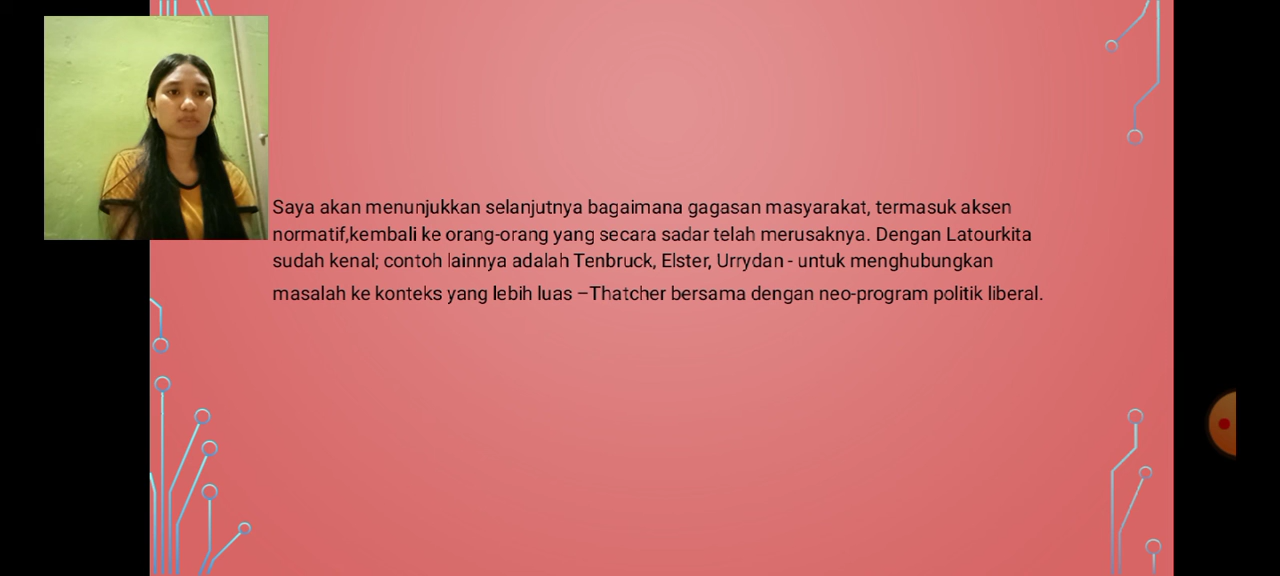 Saya akan menunjukkan selanjutnya bagaimana gagasan masyarakat, termasuk aksen
normatif,kembali ke orang-orang yang secara sadar telah merusaknya. Dengan Latourkita
sudah kenal; contoh lainnya adalah Tenbruck, Elster, Urrydan - untuk menghubungkan
masalah ke konteks yang lebih luas –Thatcher bersama dengan neo-program politik liberal.